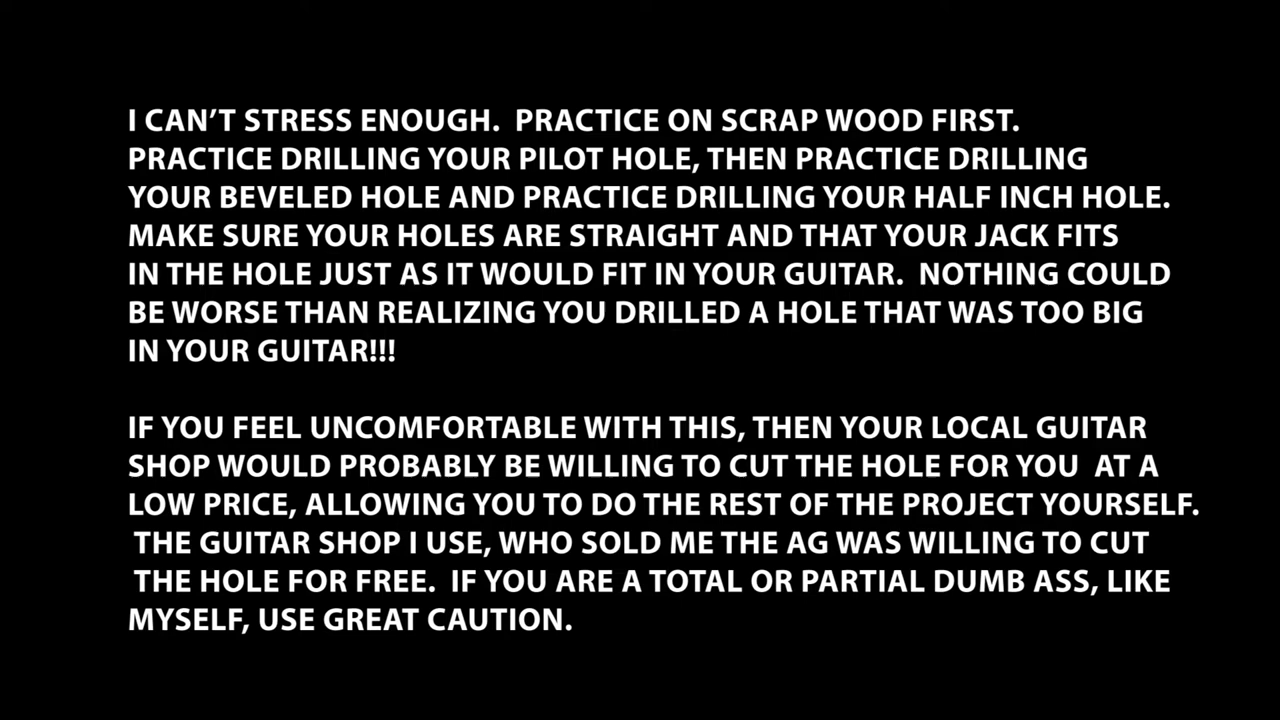 I CAN'T STRESS ENOUGH.  PRACTICE ON SCRAP WOOD FIRST.
PRACTICE DRILLING YOUR PILOT HOLE, THEN PRACTICE DRILLING
YOUR BEVELED HOLE AND PRACTICE DRILLING YOUR HALF INCH HOLE.
MAKE SURE YOUR HOLES ARE STRAIGHT AND THAT YOUR JACK FITS
IN THE HOLE JUST AS IT WOULD FIT IN YOUR GUITAR.  NOTHING COULD
BE WORSE THAN REALIZING YOU DRILLED A HOLE THAT WAS TOO BIG
IN YOUR GUITAR!!!
IF YOU FEEL UNCOMFORTABLE WITH THIS, THEN YOUR LOCAL GUITAR
SHOP WOULD PROBABLY BE WILLING TO CUT THE HOLE FOR YOU  AT A
LOW PRICE, ALLOWING YOU TO DO THE REST OF THE PROJECT YOURSELF.
THE GUITAR SHOP I USE, WHO SOLD ME THE AG WAS WILLING TO CUT
THE HOLE FOR FREE.  IF YOU ARE A TOTAL OR PARTIAL DUMB ASS, LIKE
MYSELF, USE GREAT CAUTION.